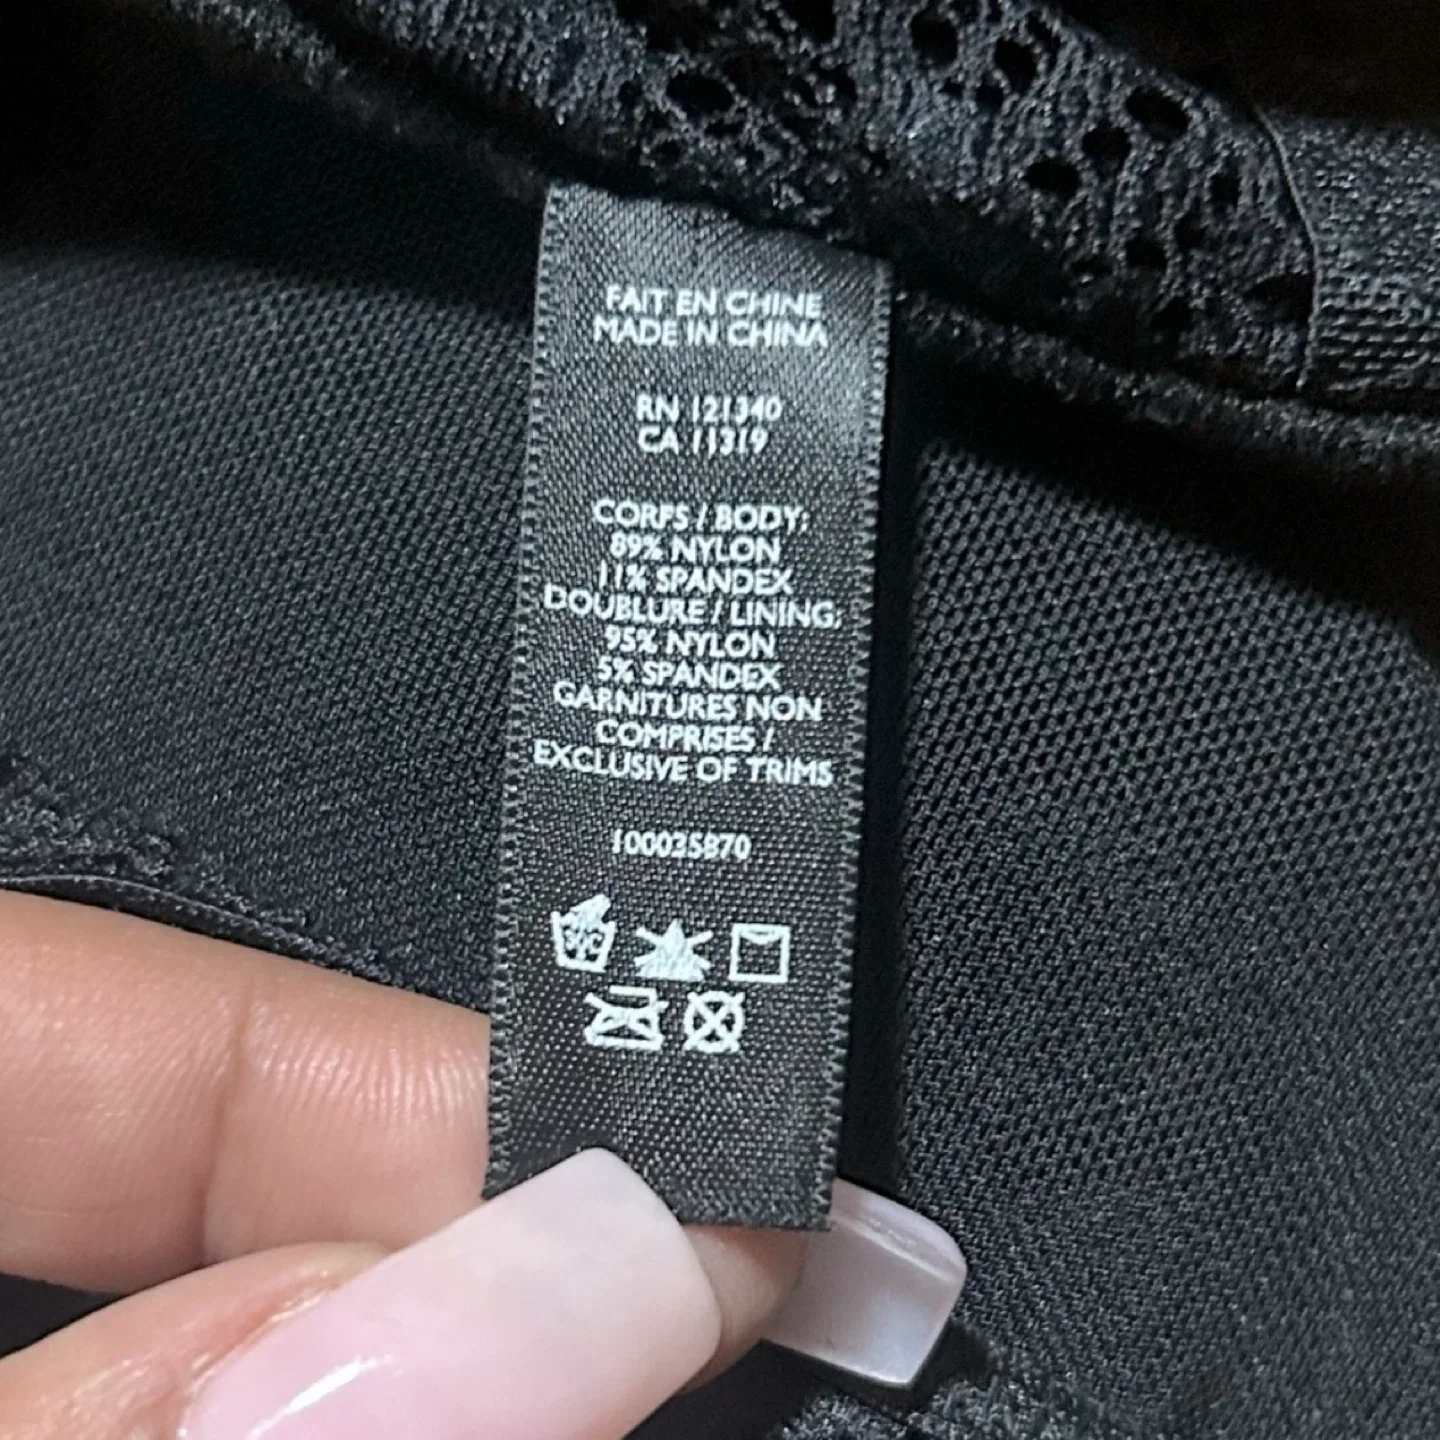 FAIT EN CHINE
MADE IN CHINA
RN 121340
CA 11319
CORPS / BODY:
89% NYLON
11% SPANDEX
DOUBLURE / LINING:
95% NYLON
5% SPANDEX
GARNITURES NON
COMPRISES /
EXCLUSIVE OF TRIMS
100035870
30°C